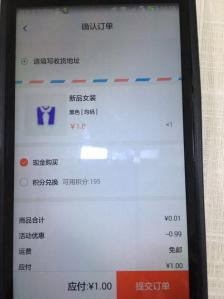 确认订单
请填写收货地址
新品女装
黑色 [均码]
×1
现金购买
积分兑换 可用积分:195
商品合计 ¥0.01
活动优惠 -0.99
运费 免邮
应付 ¥1.00
应付:¥1.00 提交订单